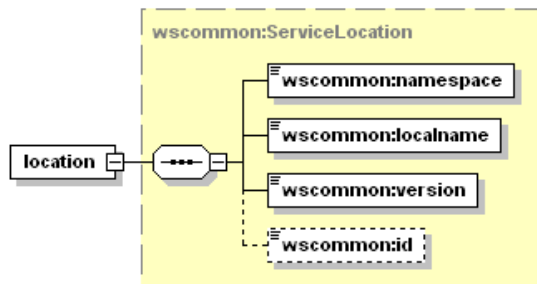 wscommon:ServiceLocation
wscommon:namespace
wscommon:localname
location
wscommon:version
wscommon:id